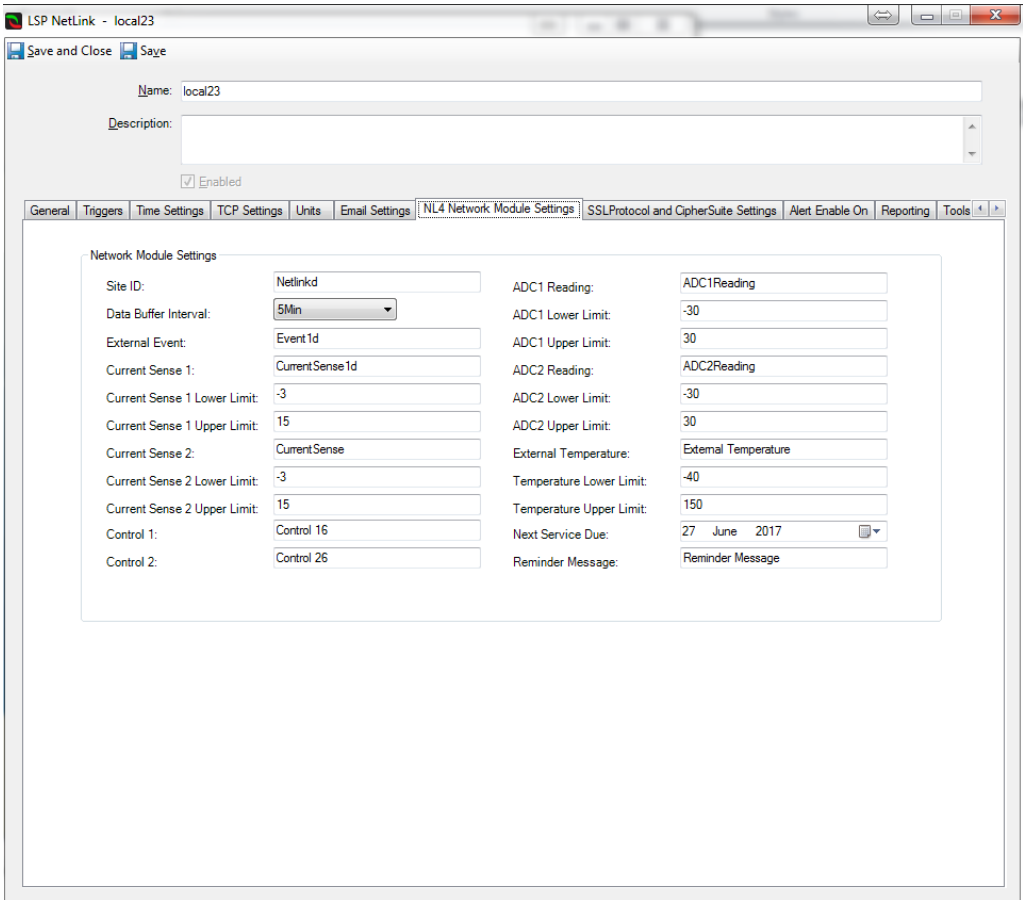 LSP NetLink - local23
Save and Close Save
Name: local23
Description:
Enabled
General Triggers Time Settings TCP Settings Units Email Settings NL4 Network Module Settings SSLProtocol and CipherSuite Settings Alert Enable On Reporting Tools
Network Module Settings
Site ID: Netlinkd
Data Buffer Interval: 5Min
External Event: Event1d
Current Sense 1: CurrentSense1d
Current Sense 1 Lower Limit: -3
Current Sense 1 Upper Limit: 15
Current Sense 2: CurrentSense
Current Sense 2 Lower Limit: -3
Current Sense 2 Upper Limit: 15
Control 1: Control 16
Control 2: Control 26
ADC1 Reading: ADC1Reading
ADC1 Lower Limit: -30
ADC1 Upper Limit: 30
ADC2 Reading: ADC2Reading
ADC2 Lower Limit: -30
ADC2 Upper Limit: 30
External Temperature: External Temperature
Temperature Lower Limit: -40
Temperature Upper Limit: 150
Next Service Due: 27 June 2017
Reminder Message: Reminder Message